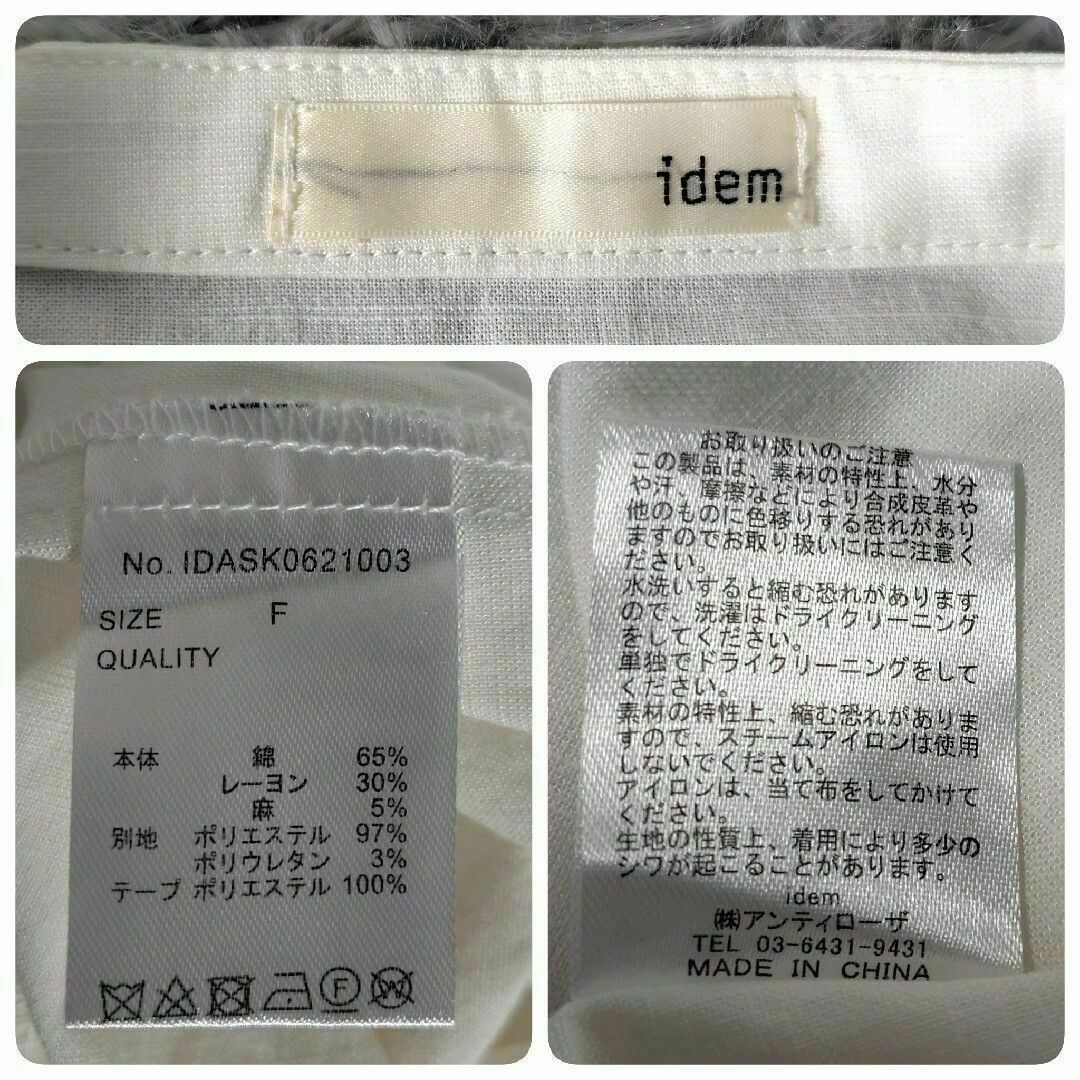 idem
No. IDASK0621003
SIZE F
QUALITY
本体 綿 65%
レーヨン 30%
麻 5%
別地 ポリエステル 97%
ポリウレタン 3%
テープ ポリエステル 100%
F
W
お取り扱いのご注意
この製品は、素材の特性上、水分
や汗、摩擦などにより合成皮革や
他のものに色移りする恐れがあり
ますのでお取り扱いにはご注意く
ださい。
水洗いすると縮む恐れがあります
ので、洗濯はドライクリーニング
をしてください。
単独でドライクリーニングをして
ください。
素材の特性上、縮む恐れがありま
すので、スチームアイロンは使用
しないでください。
アイロンは、当て布をしてかけて
ください。
生地の性質上、着用により多少の
シワが起こることがあります。
idem
㈱アンティローザ
TEL 03-6431-9431
MADE IN CHINA